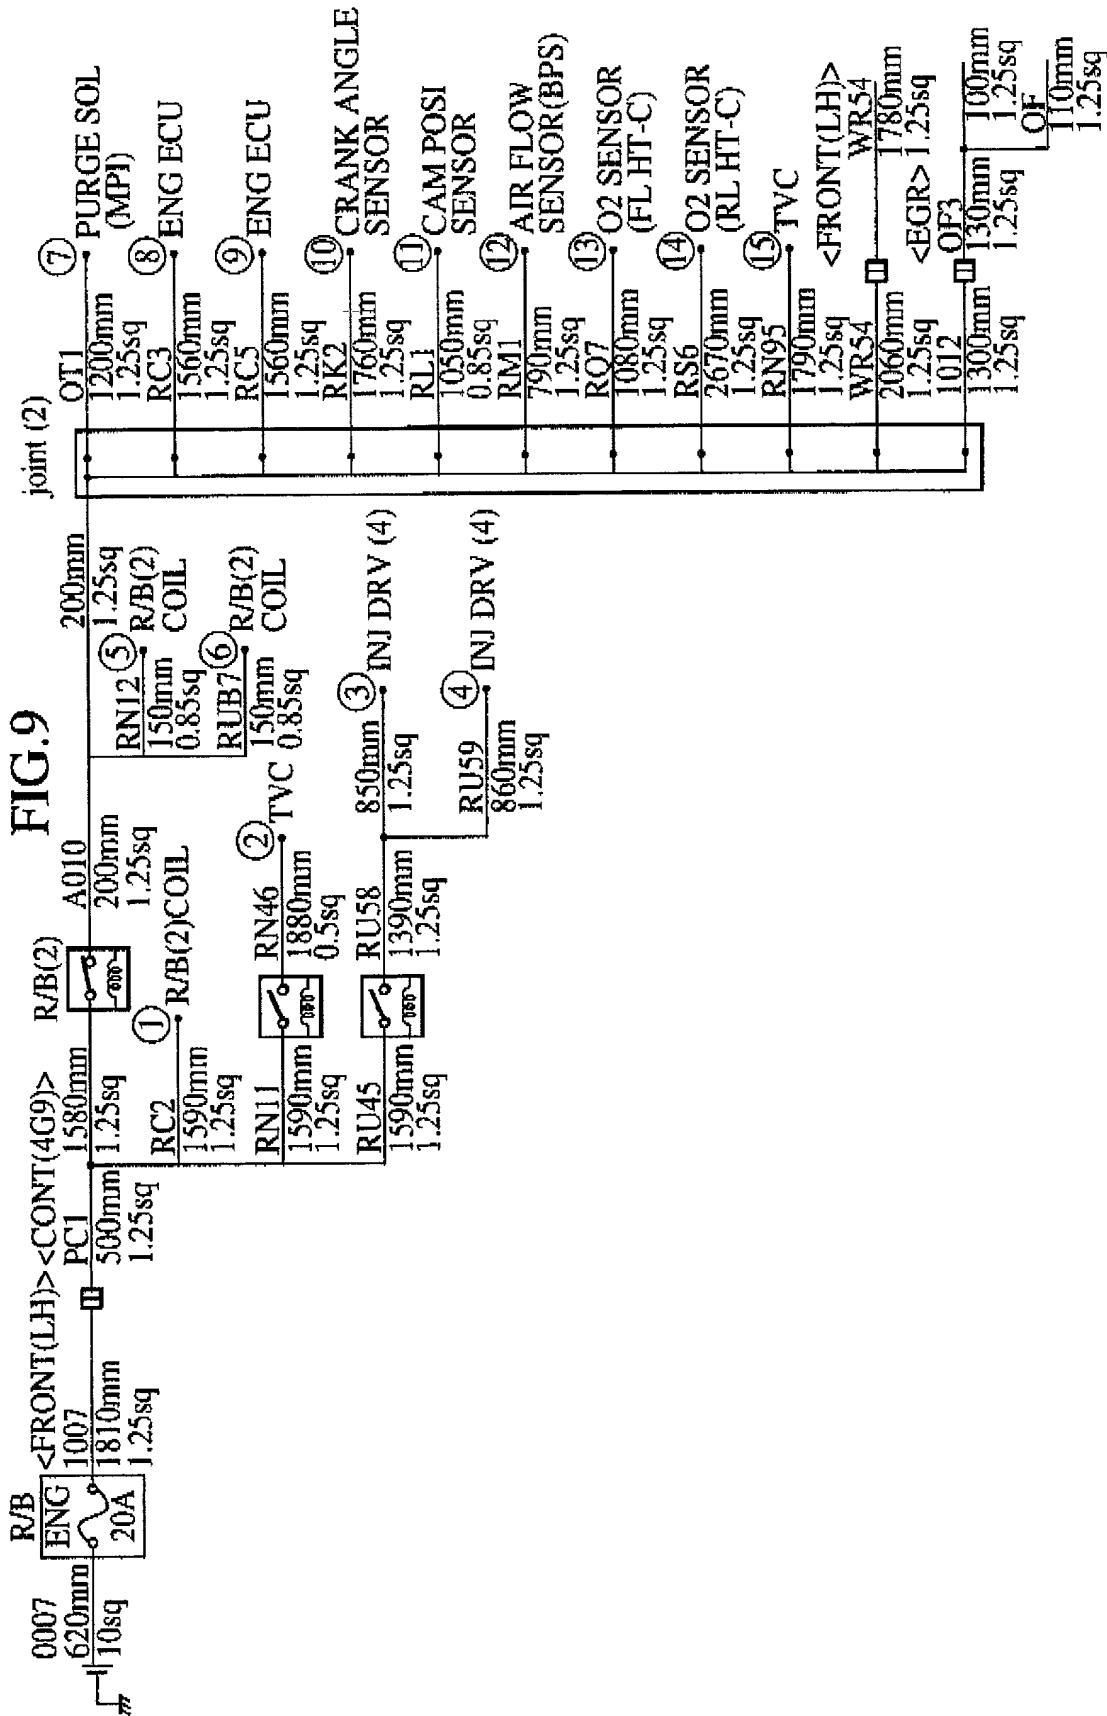 FIG.9
0007
620mm
10sq
R/B
ENG
20A
<FRONT(LH)>
1007
1810mm
1.25sq
<CONT(4G9)>
PC1
500mm
1.25sq
1580mm
1.25sq
R/B(2)
A010
200mm
1.25sq
200mm
1.25sq
RC2
1590mm
1.25sq
1
R/B(2)COIL
RN11
1590mm
1.25sq
RN46
1880mm
0.5sq
2
TVC
RU45
1590mm
1.25sq
RU58
1390mm
1.25sq
850mm
1.25sq
3
INJ DRV (4)
RU59
860mm
1.25sq
4
INJ DRV (4)
RN12
150mm
0.85sq
5
R/B(2)
COIL
RUB7
150mm
0.85sq
6
R/B(2)
COIL
joint (2)
OT1
1200mm
1.25sq
7
PURGE SOL
(MPI)
RC3
1560mm
1.25sq
8
ENG ECU
RC5
1560mm
1.25sq
9
ENG ECU
RK2
1760mm
1.25sq
10
CRANK ANGLE
SENSOR
RL1
1050mm
0.85sq
11
CAM POSI
SENSOR
RM1
790mm
1.25sq
12
AIR FLOW
SENSOR(BPS)
RQ7
1080mm
1.25sq
13
O2 SENSOR
(FL HT-C)
RS6
2670mm
1.25sq
14
O2 SENSOR
(RL HT-C)
RN95
1790mm
1.25sq
15
TVC
WR54
2060mm
1.25sq
<FRONT(LH)>
WR54
1780mm
1.25sq
1012
1300mm
1.25sq
<EGR>
OF3
130mm
1.25sq
100mm
1.25sq
OF
110mm
1.25sq